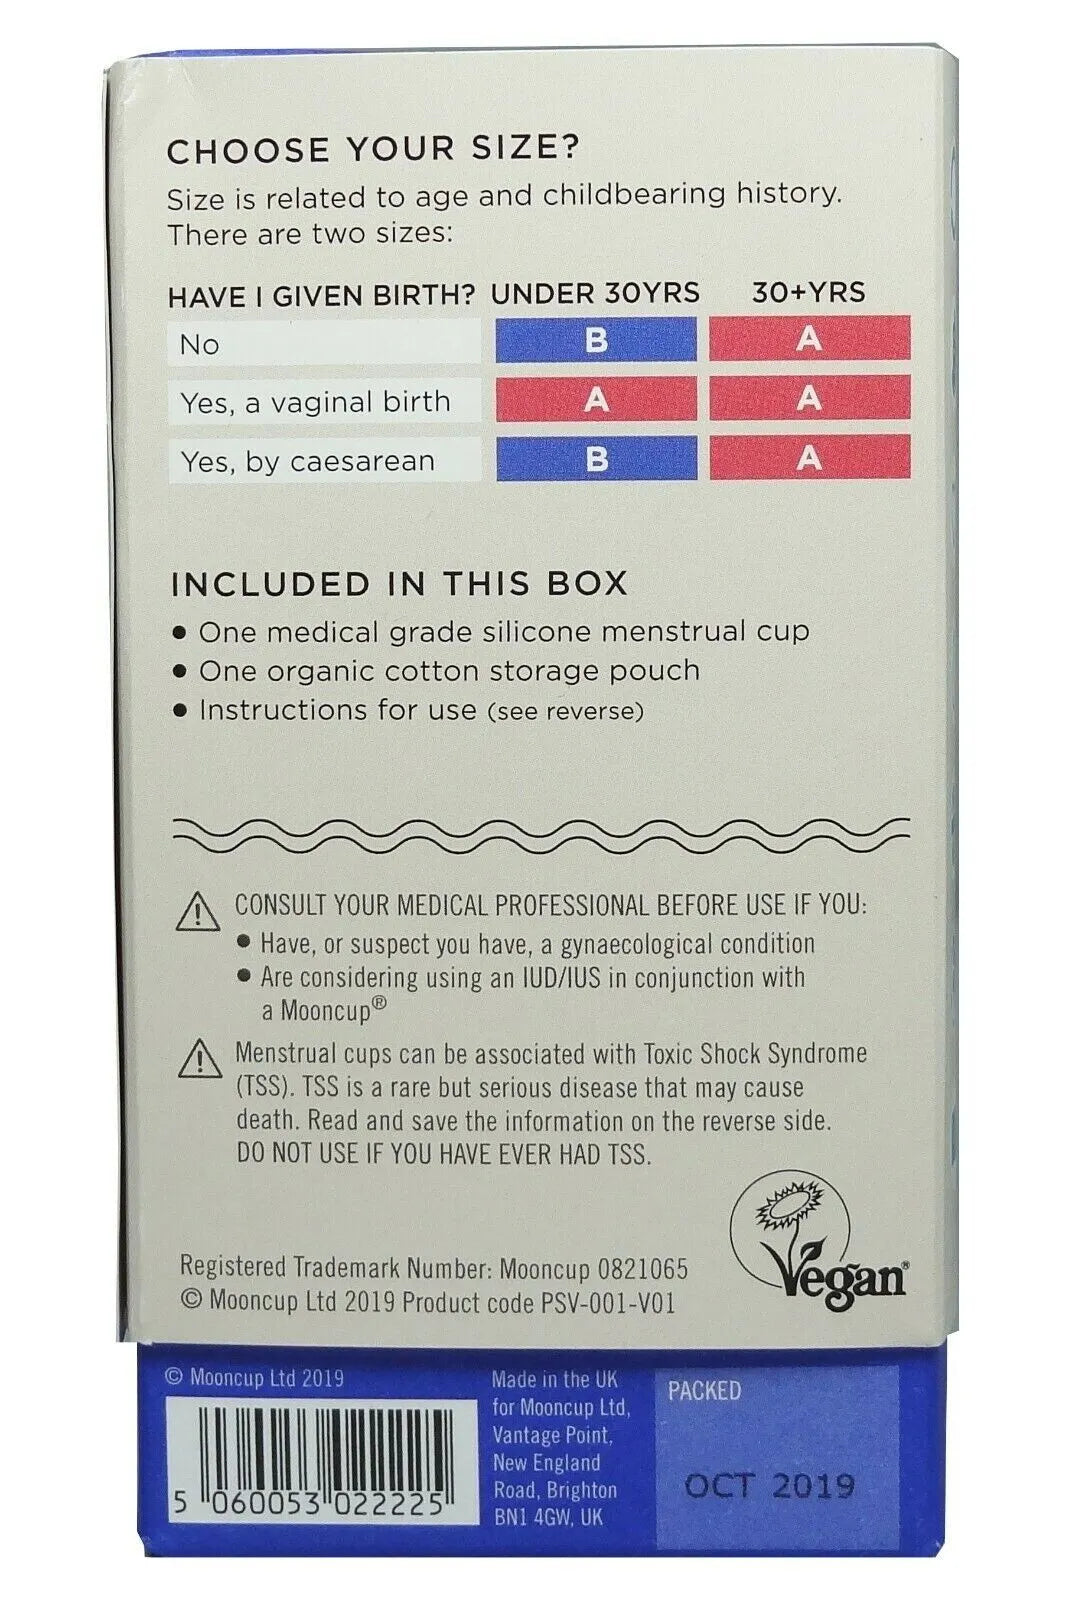 CHOOSE YOUR SIZE?
Size is related to age and childbearing history.
There are two sizes:
HAVE I GIVEN BIRTH? UNDER 30YRS 30+YRS
No B A
Yes, a vaginal birth A A
Yes, by caesarean B A
INCLUDED IN THIS BOX
• One medical grade silicone menstrual cup
• One organic cotton storage pouch
• Instructions for use (see reverse)
CONSULT YOUR MEDICAL PROFESSIONAL BEFORE USE IF YOU:
• Have, or suspect you have, a gynaecological condition
• Are considering using an IUD/IUS in conjunction with
a Mooncup®
Menstrual cups can be associated with Toxic Shock Syndrome
(TSS). TSS is a rare but serious disease that may cause
death. Read and save the information on the reverse side.
DO NOT USE IF YOU HAVE EVER HAD TSS.
Vegan®
Registered Trademark Number: Mooncup 0821065
© Mooncup Ltd 2019 Product code PSV-001-V01
© Mooncup Ltd 2019
5 060053 022225
Made in the UK
for Mooncup Ltd,
Vantage Point,
New England
Road, Brighton
BN1 4GW, UK
PACKED
OCT 2019